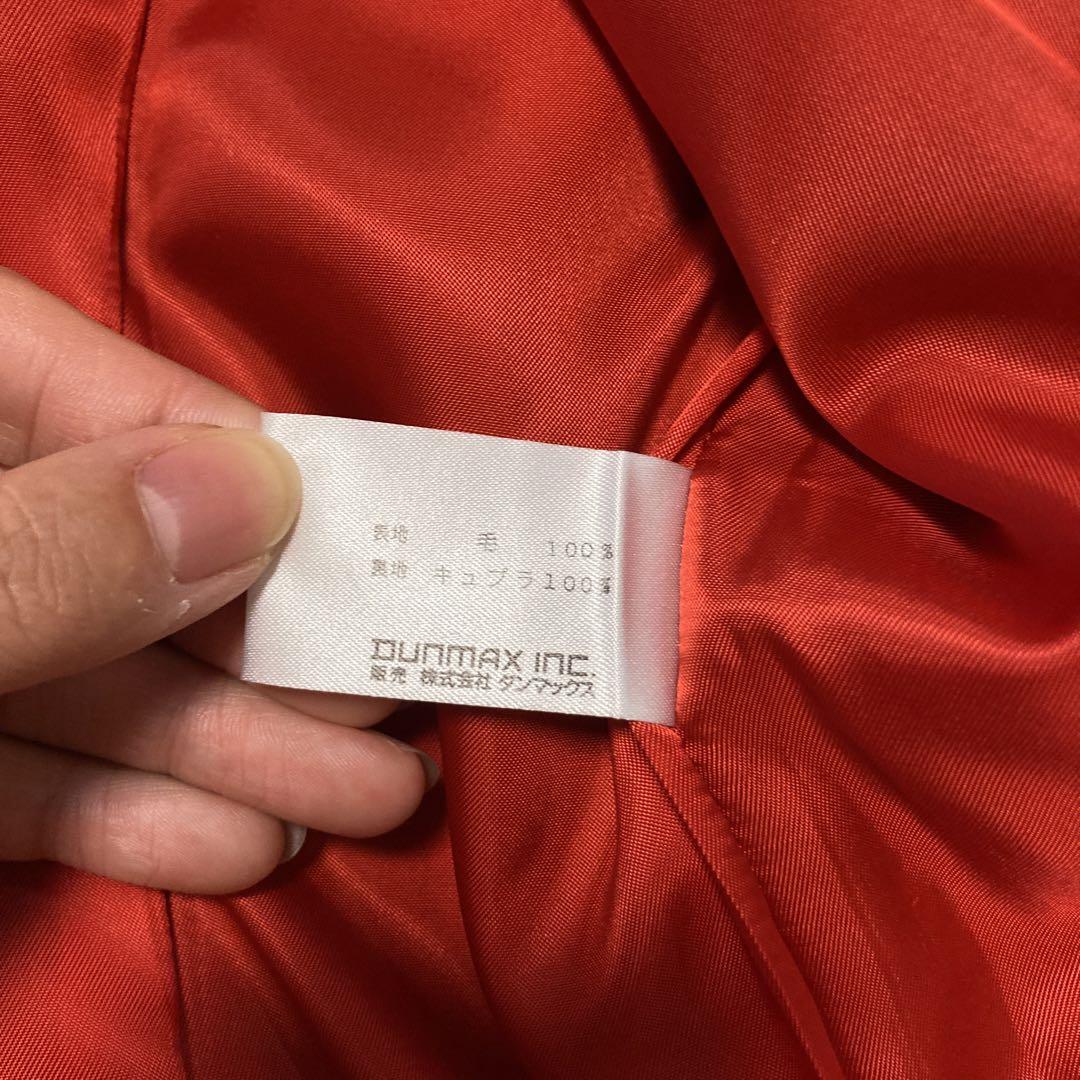 表地 毛 100%
裏地 キュプラ100%
DUNMAX INC.
販売 株式会社 ダンマックス